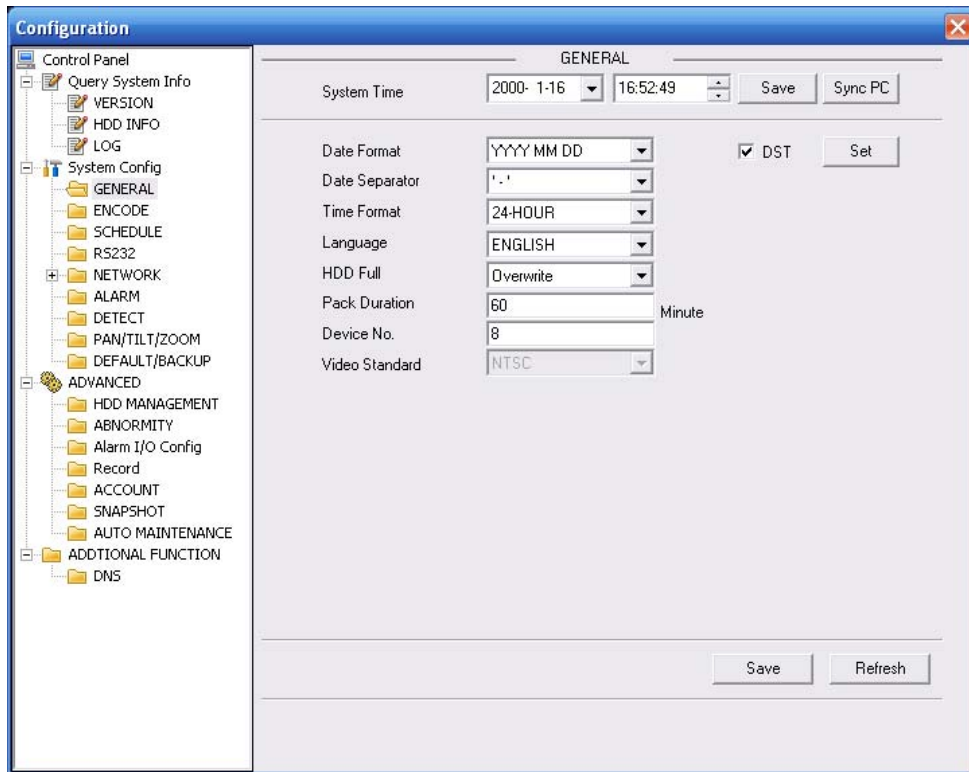 Configuration
Control Panel
Query System Info
VERSION
HDD INFO
LOG
System Config
GENERAL
ENCODE
SCHEDULE
RS232
NETWORK
ALARM
DETECT
PAN/TILT/ZOOM
DEFAULT/BACKUP
ADVANCED
HDD MANAGEMENT
ABNORMITY
Alarm I/O Config
Record
ACCOUNT
SNAPSHOT
AUTO MAINTENANCE
ADDTIONAL FUNCTION
DNS
GENERAL
System Time 2000- 1-16 16:52:49 Save Sync PC
Date Format YYYY MM DD DST Set
Date Separator '-'
Time Format 24-HOUR
Language ENGLISH
HDD Full Overwrite
Pack Duration 60 Minute
Device No. 8
Video Standard NTSC
Save Refresh